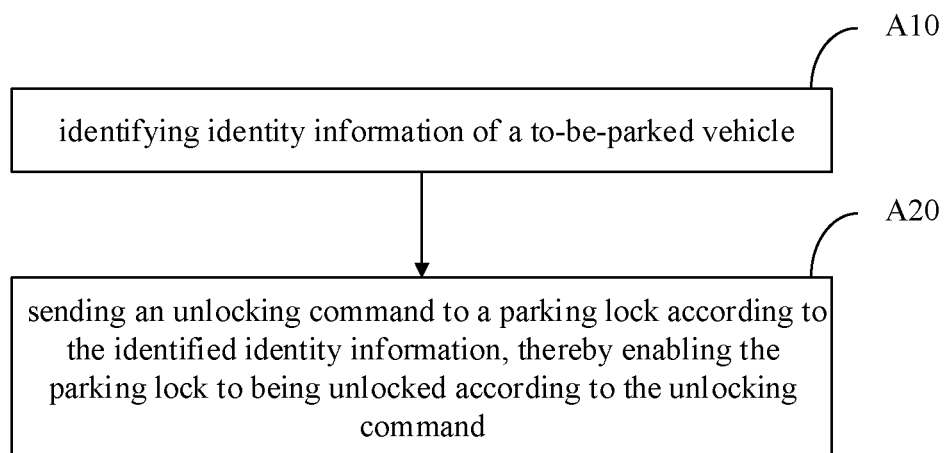 A10
identifying identity information of a to-be-parked vehicle
A20
sending an unlocking command to a parking lock according to
the identified identity information, thereby enabling the
parking lock to being unlocked according to the unlocking
command